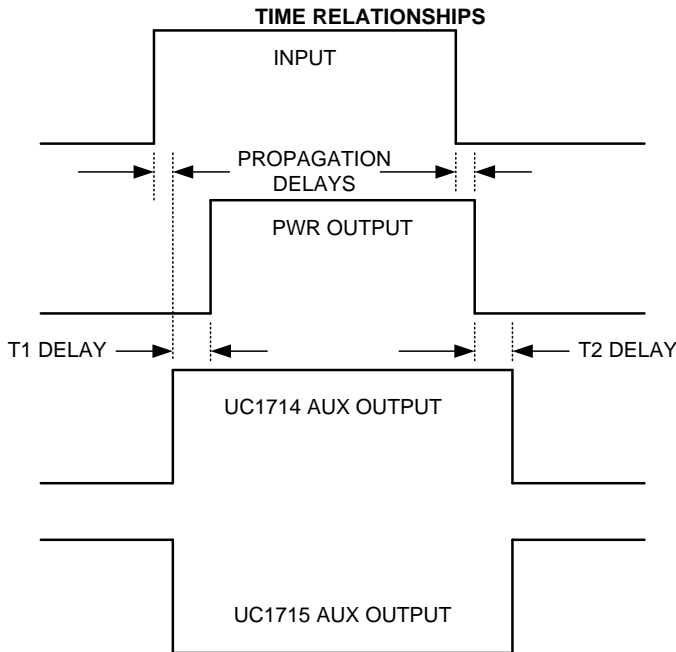 TIME RELATIONSHIPS
INPUT
PROPAGATION
DELAYS
PWR OUTPUT
T1 DELAY
T2 DELAY
UC1714 AUX OUTPUT
UC1715 AUX OUTPUT